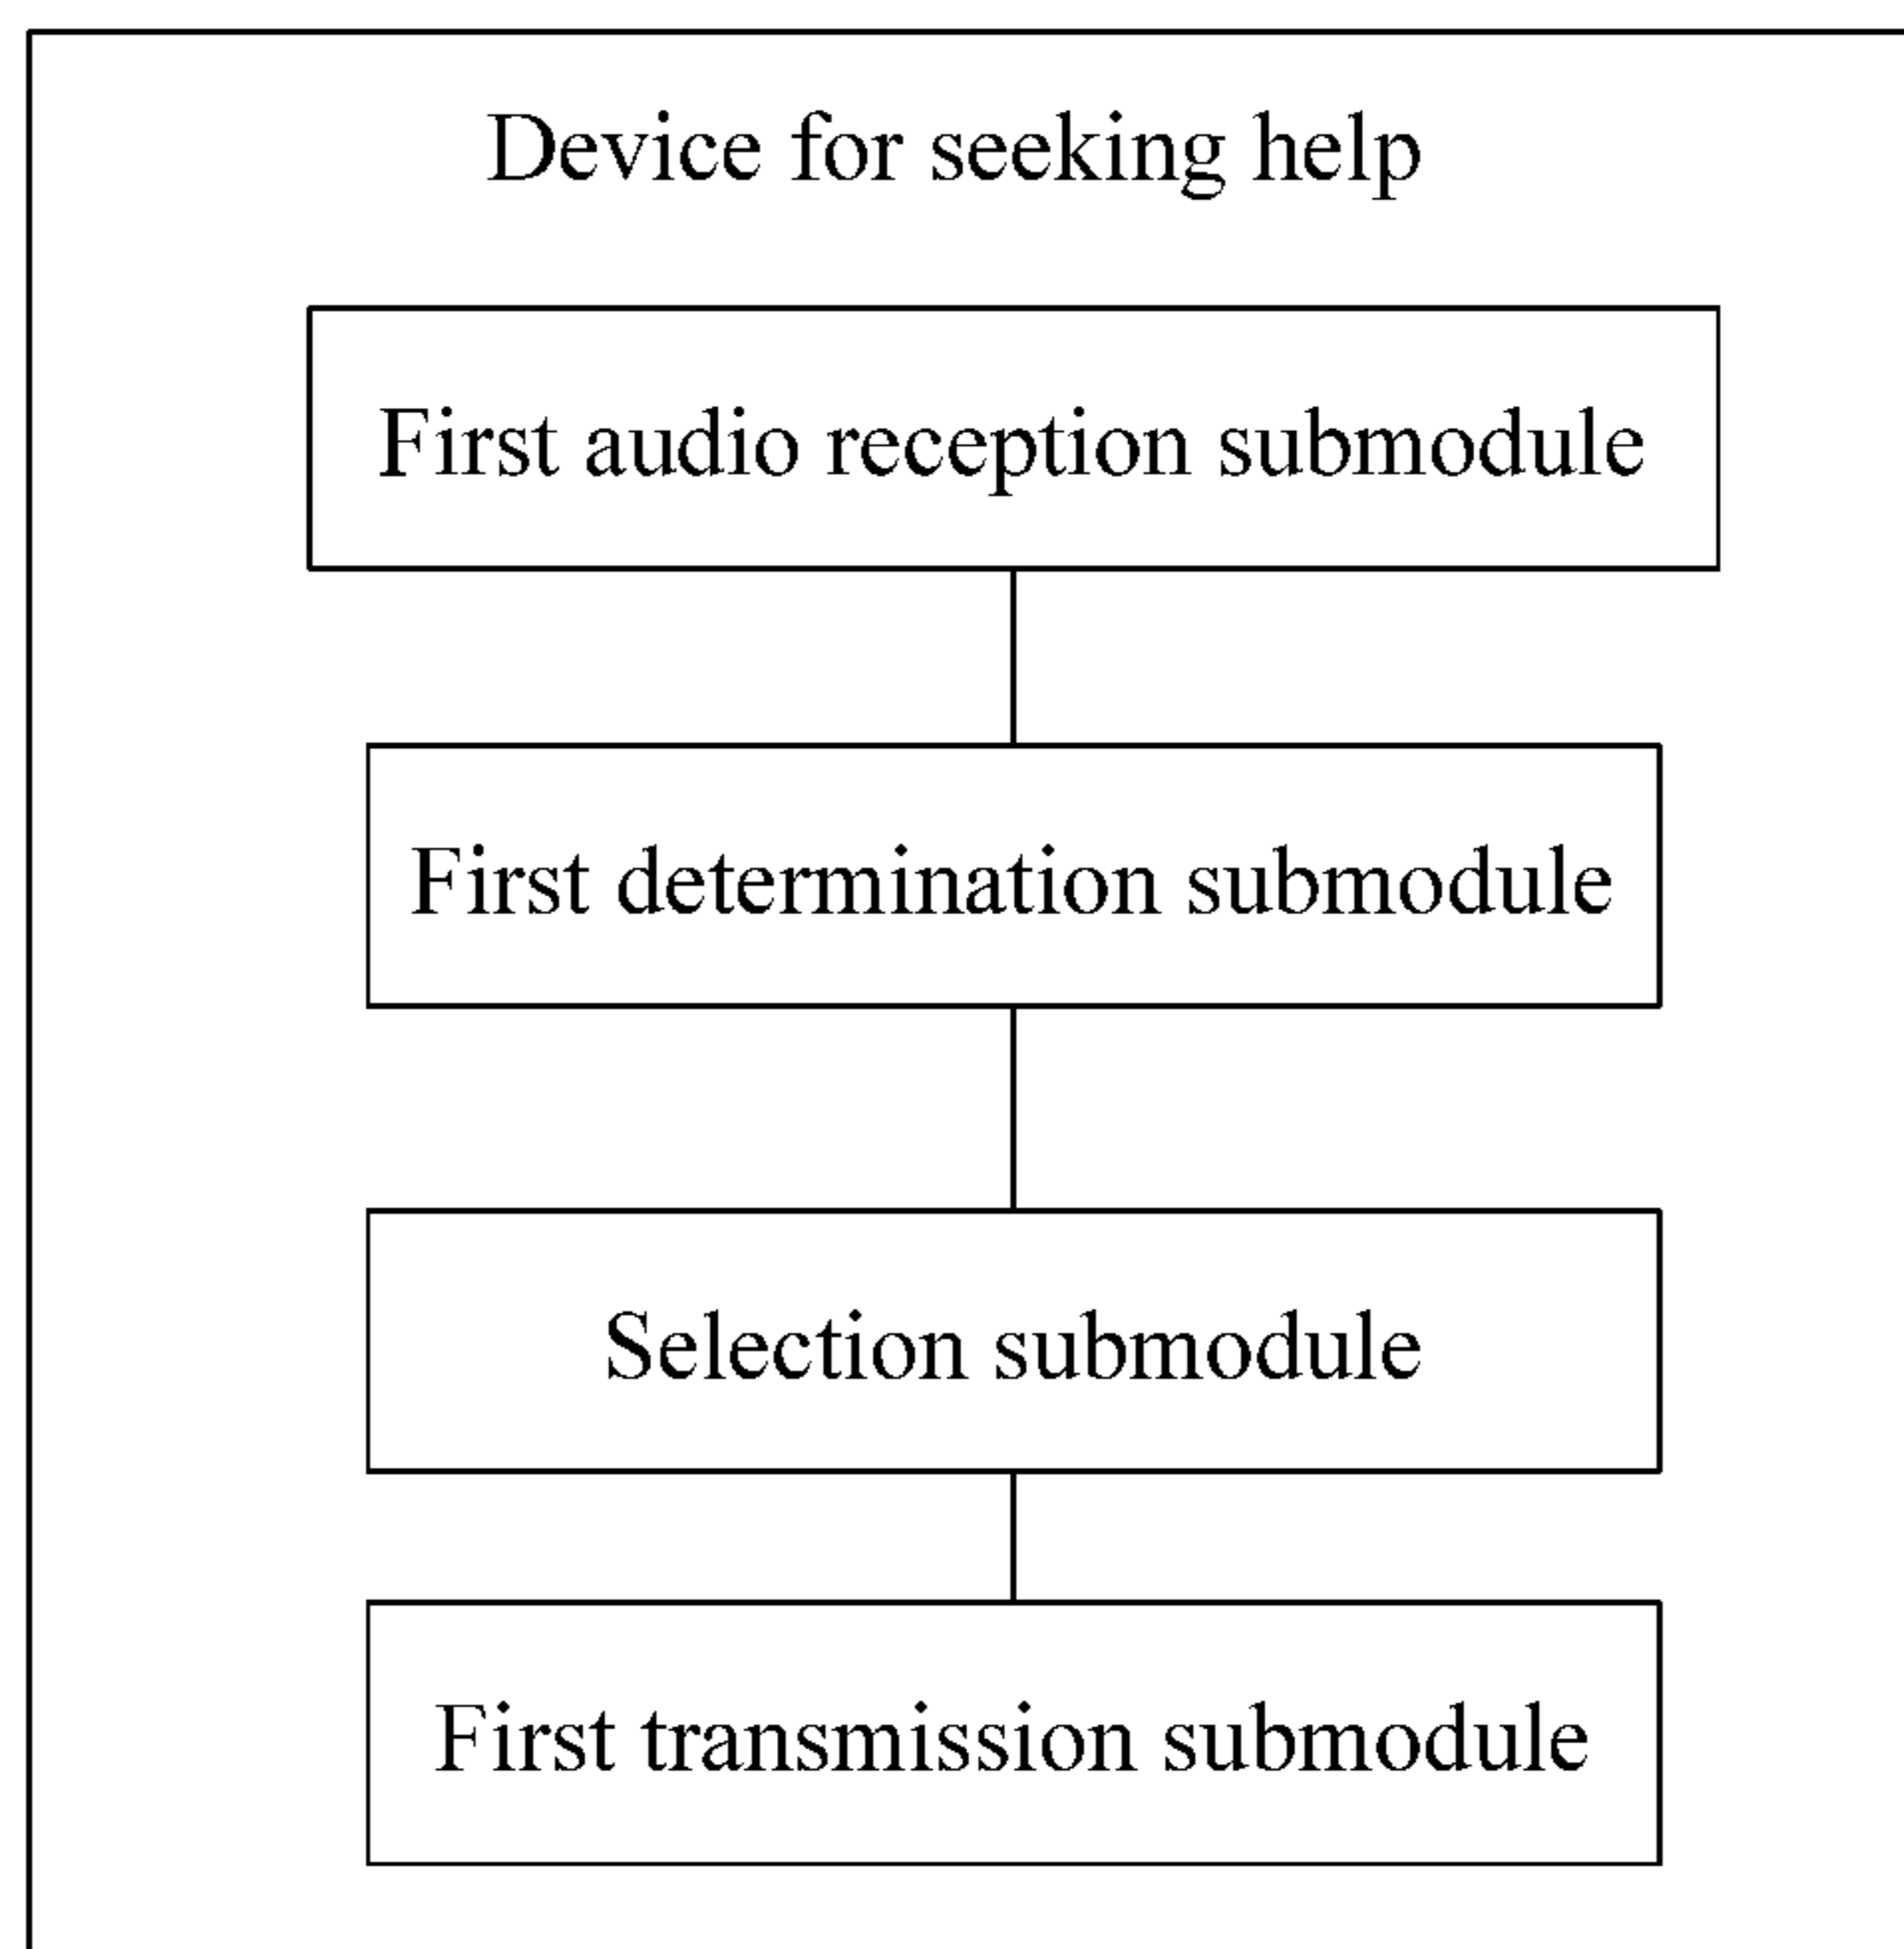 Device for seeking help
First audio reception submodule
First determination submodule
Selection submodule
First transmission submodule